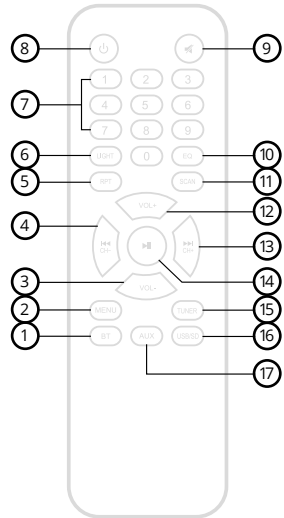 8 9
1 2 3
7 4 5 6
7 8 9
6 LIGHT 0 EQ 10
5 RPT SCAN 11
VOL+ 12
4 CH- CH+ 13
3 VOL- 14
2 MENU TUNER 15
1 BT AUX USB/SD 16
17